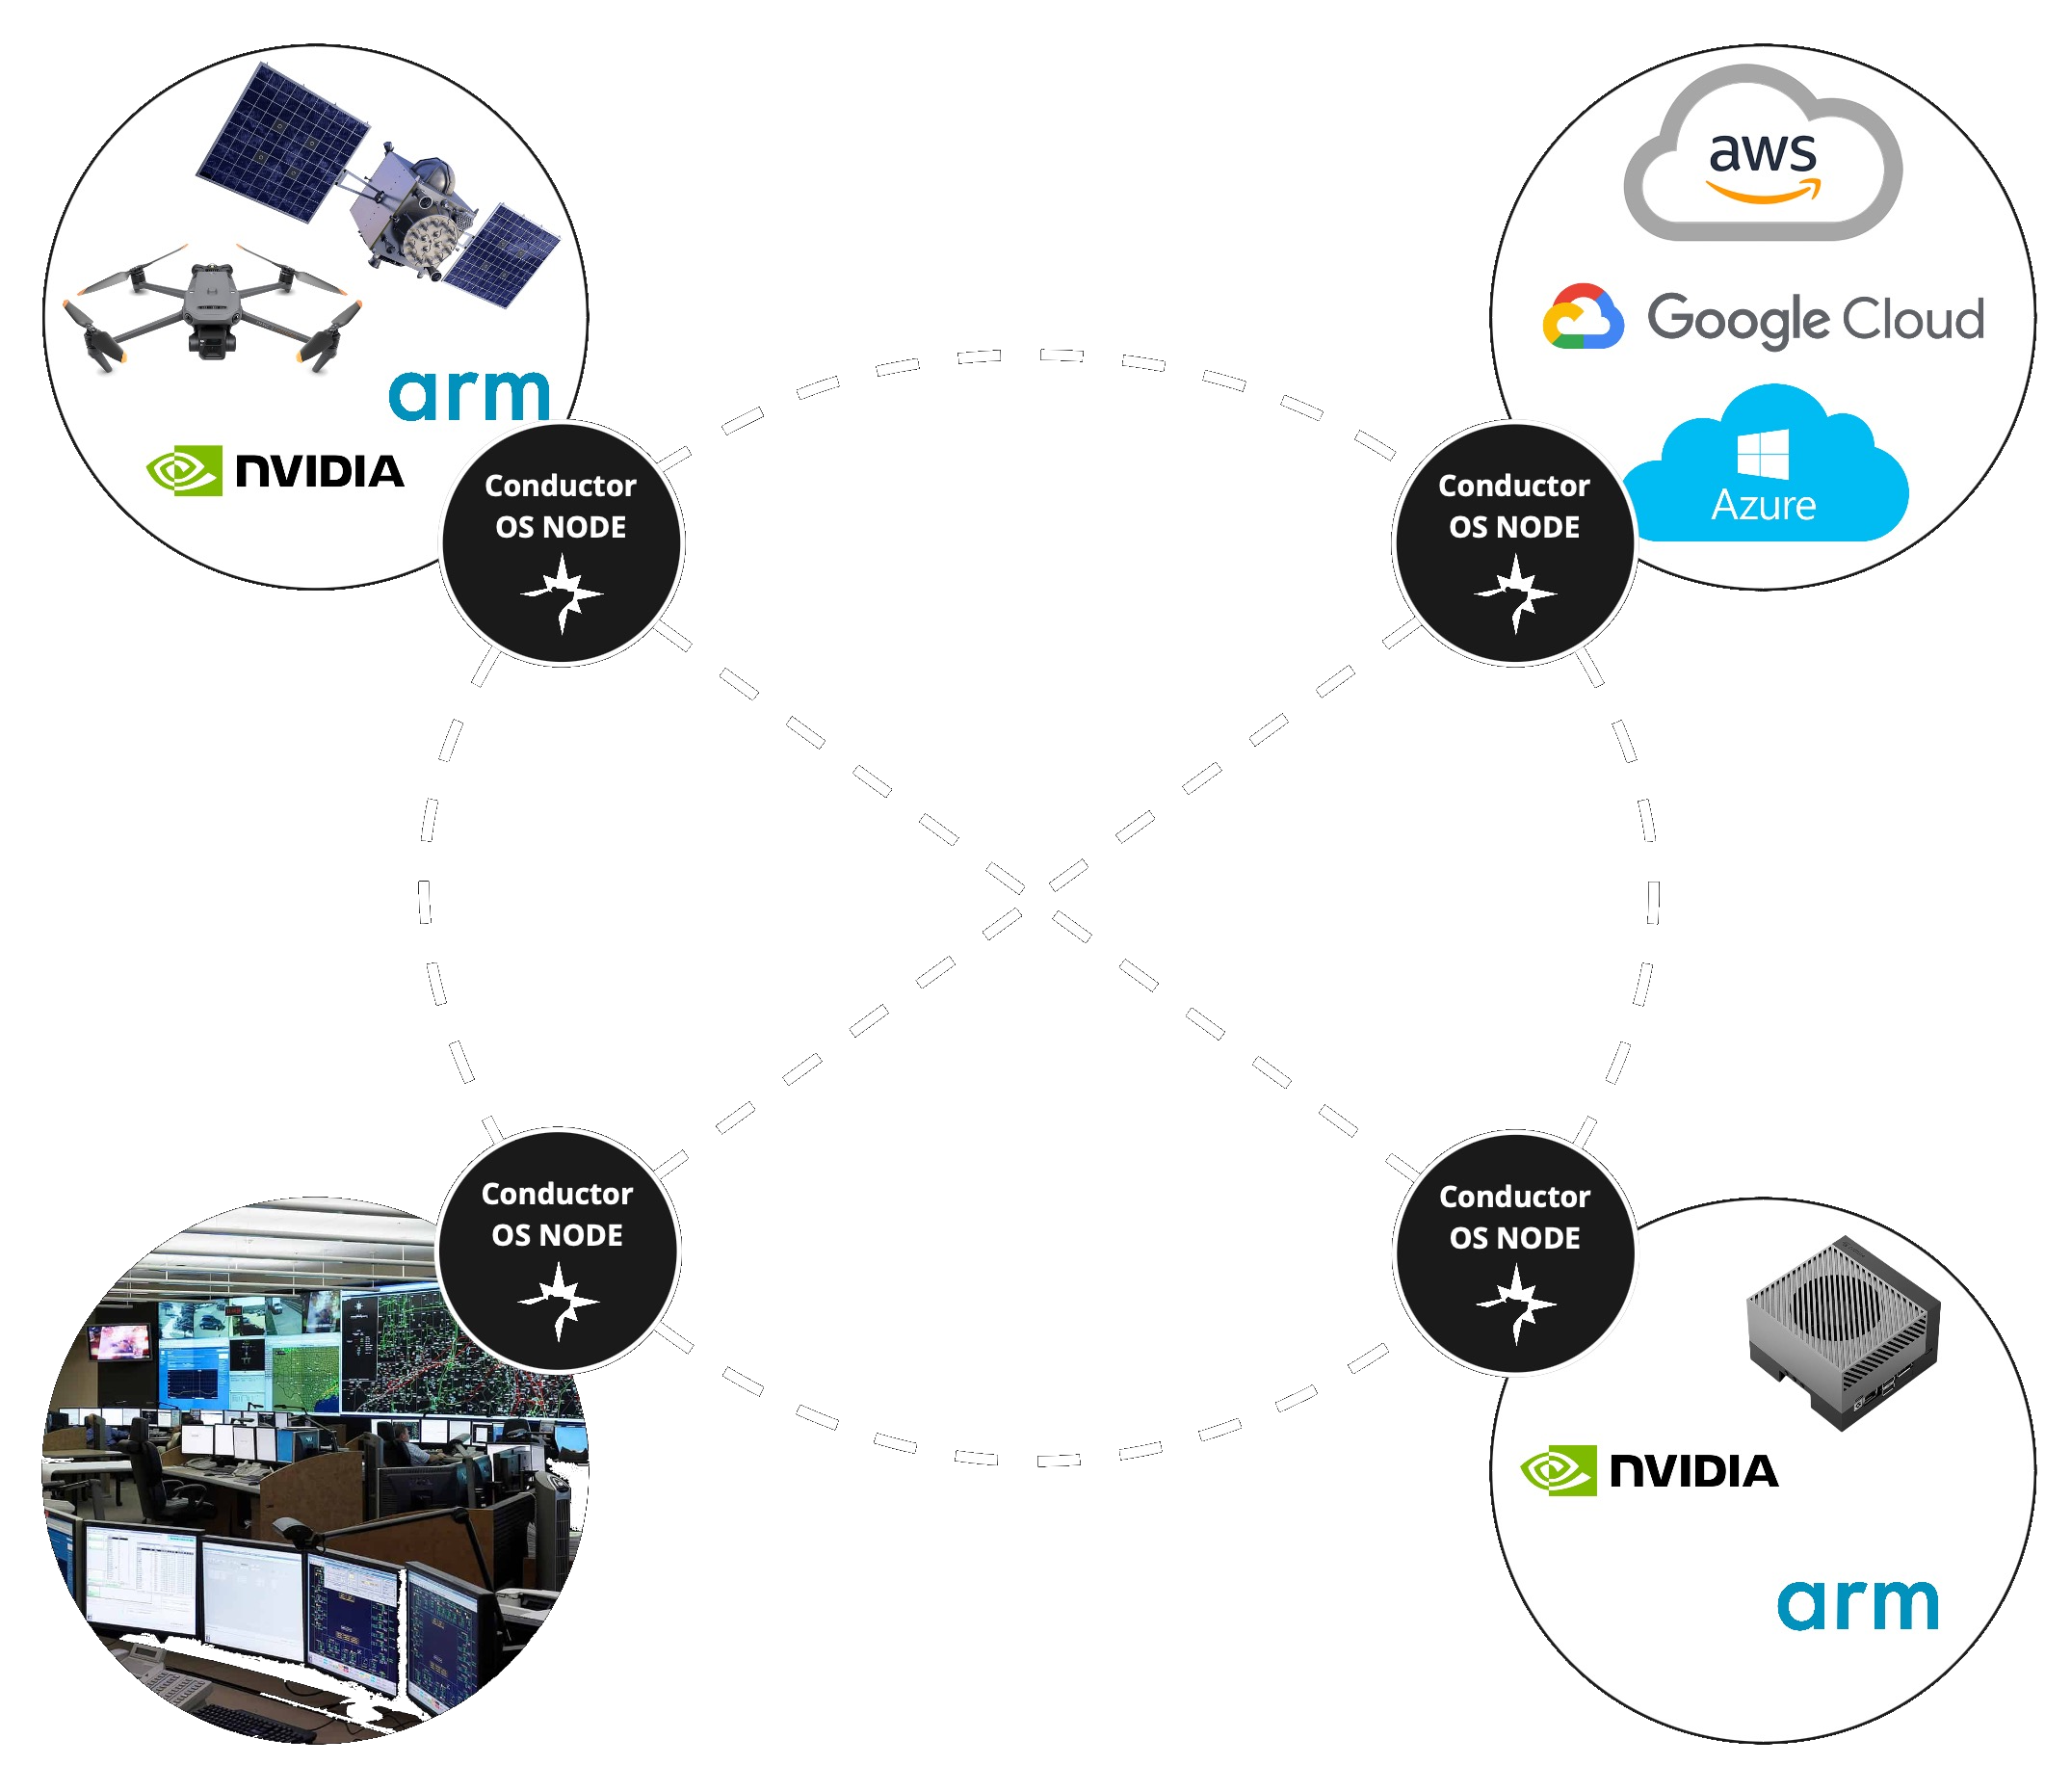 aws
Google Cloud
arm
nVIDIA
Azure
Conductor
OS NODE
Conductor
OS NODE
Conductor
OS NODE
Conductor
OS NODE
nVIDIA
arm